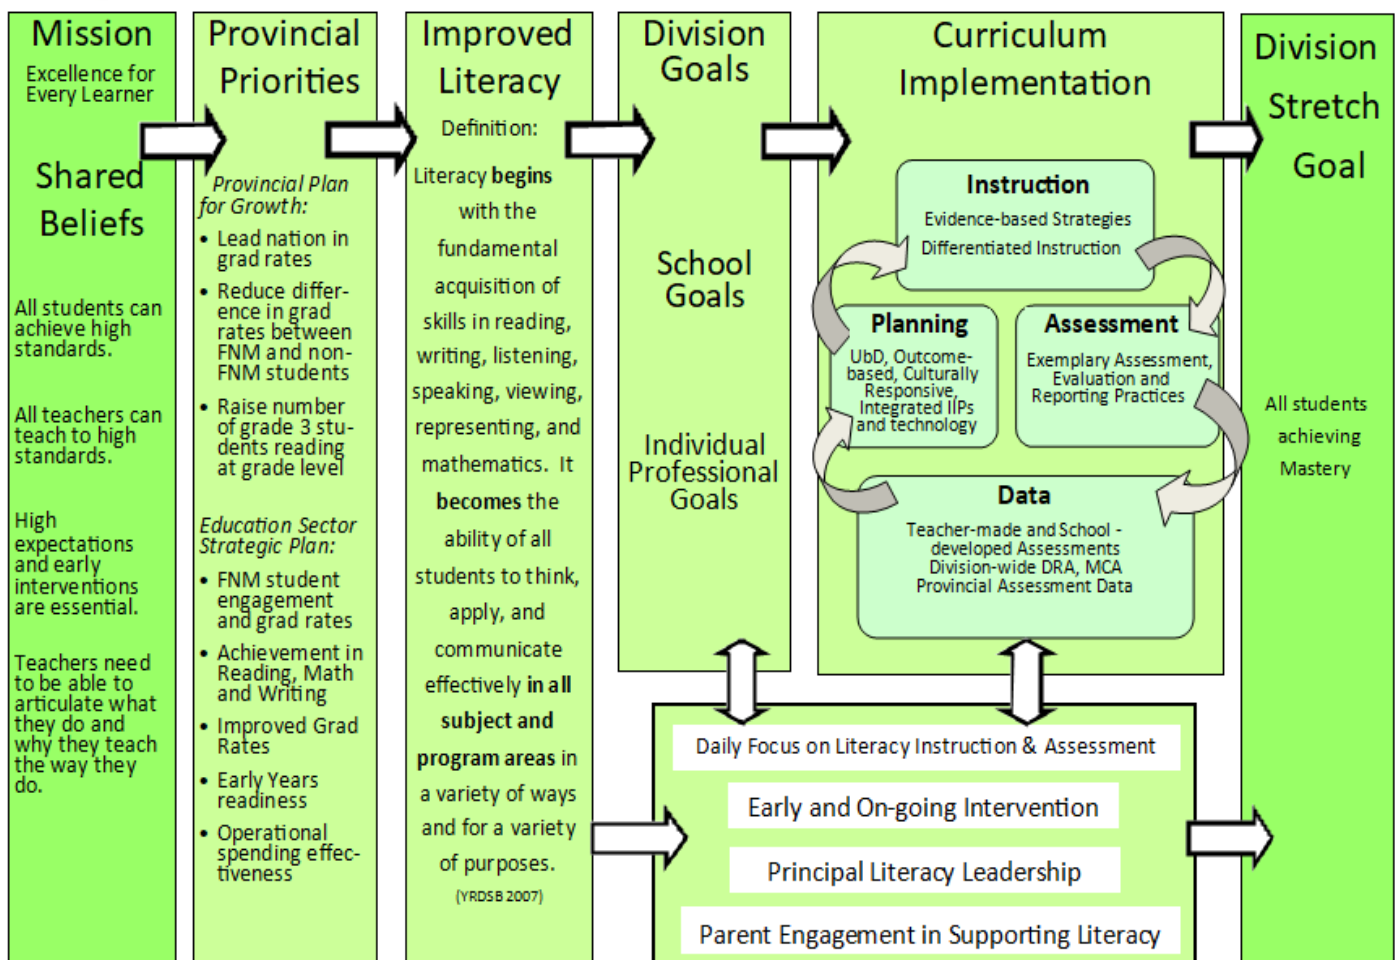 Mission
Excellence for
Every Learner
Shared
Beliefs
All students can
achieve high
standards.
All teachers can
teach to high
standards.
High
expectations
and early
interventions
are essential.
Teachers need
to be able to
articulate what
they do and
why they teach
the way they
do.
Provincial
Priorities
Provincial Plan
for Growth:
• Lead nation in
grad rates
• Reduce differ-
ence in grad
rates between
FNM and non-
FNM students
• Raise number
of grade 3 stu-
dents reading
at grade level
Education Sector
Strategic Plan:
• FNM student
engagement
and grad rates
• Achievement in
Reading, Math
and Writing
• Improved Grad
Rates
• Early Years
readiness
• Operational
spending effec-
tiveness
Improved
Literacy
Definition:
Literacy begins
with the
fundamental
acquisition of
skills in reading,
writing, listening,
speaking, viewing,
representing, and
mathematics. It
becomes the
ability of all
students to think,
apply, and
communicate
effectively in all
subject and
program areas in
a variety of ways
and for a variety
of purposes.
(YRDSB 2007)
Division
Goals
School
Goals
Individual
Professional
Goals
Curriculum
Implementation
Instruction
Evidence-based Strategies
Differentiated Instruction
Planning
UbD, Outcome-
based, Culturally
Responsive,
Integrated IIPs
and technology
Assessment
Exemplary Assessment,
Evaluation and
Reporting Practices
Data
Teacher-made and School -
developed Assessments
Division-wide DRA, MCA
Provincial Assessment Data
Daily Focus on Literacy Instruction & Assessment
Early and On-going Intervention
Principal Literacy Leadership
Parent Engagement in Supporting Literacy
Division
Stretch
Goal
All students
achieving
Mastery